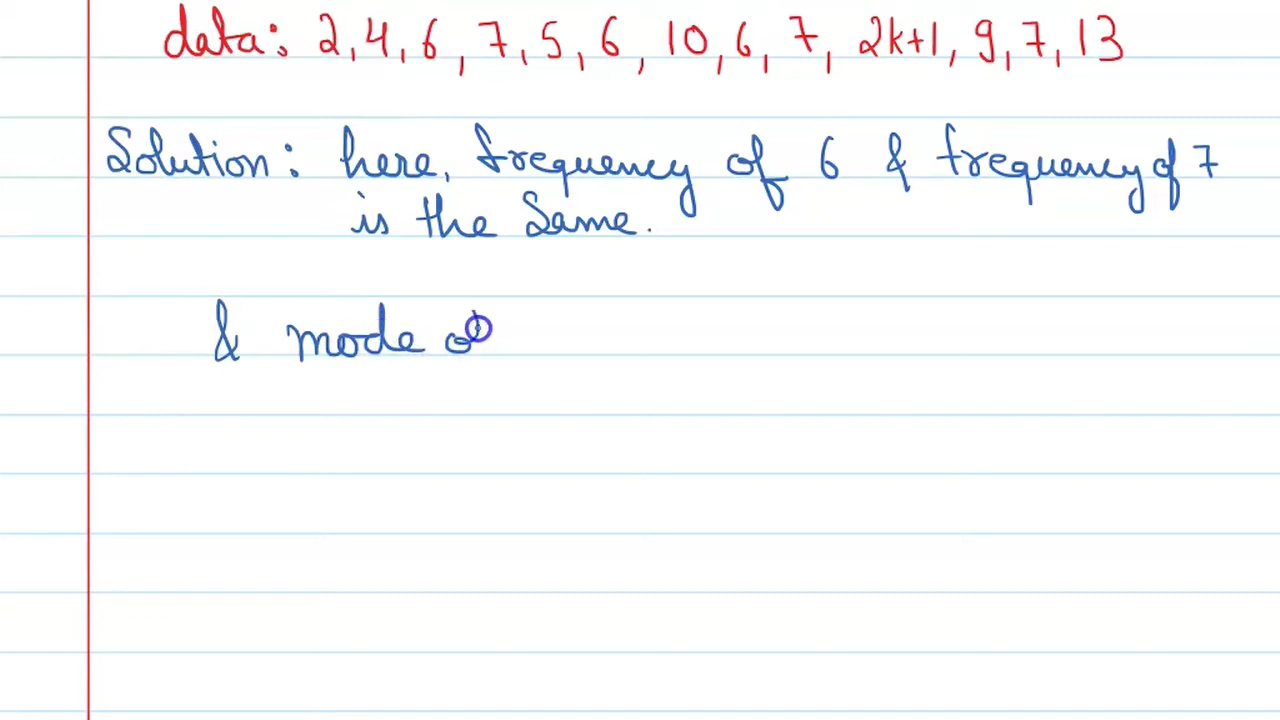 data: 2, 4, 6, 7, 5, 6, 10, 6, 7, 2k+1, 9, 7, 13
Solution: here, frequency of 6 & frequency of 7
is the same.
& mode o